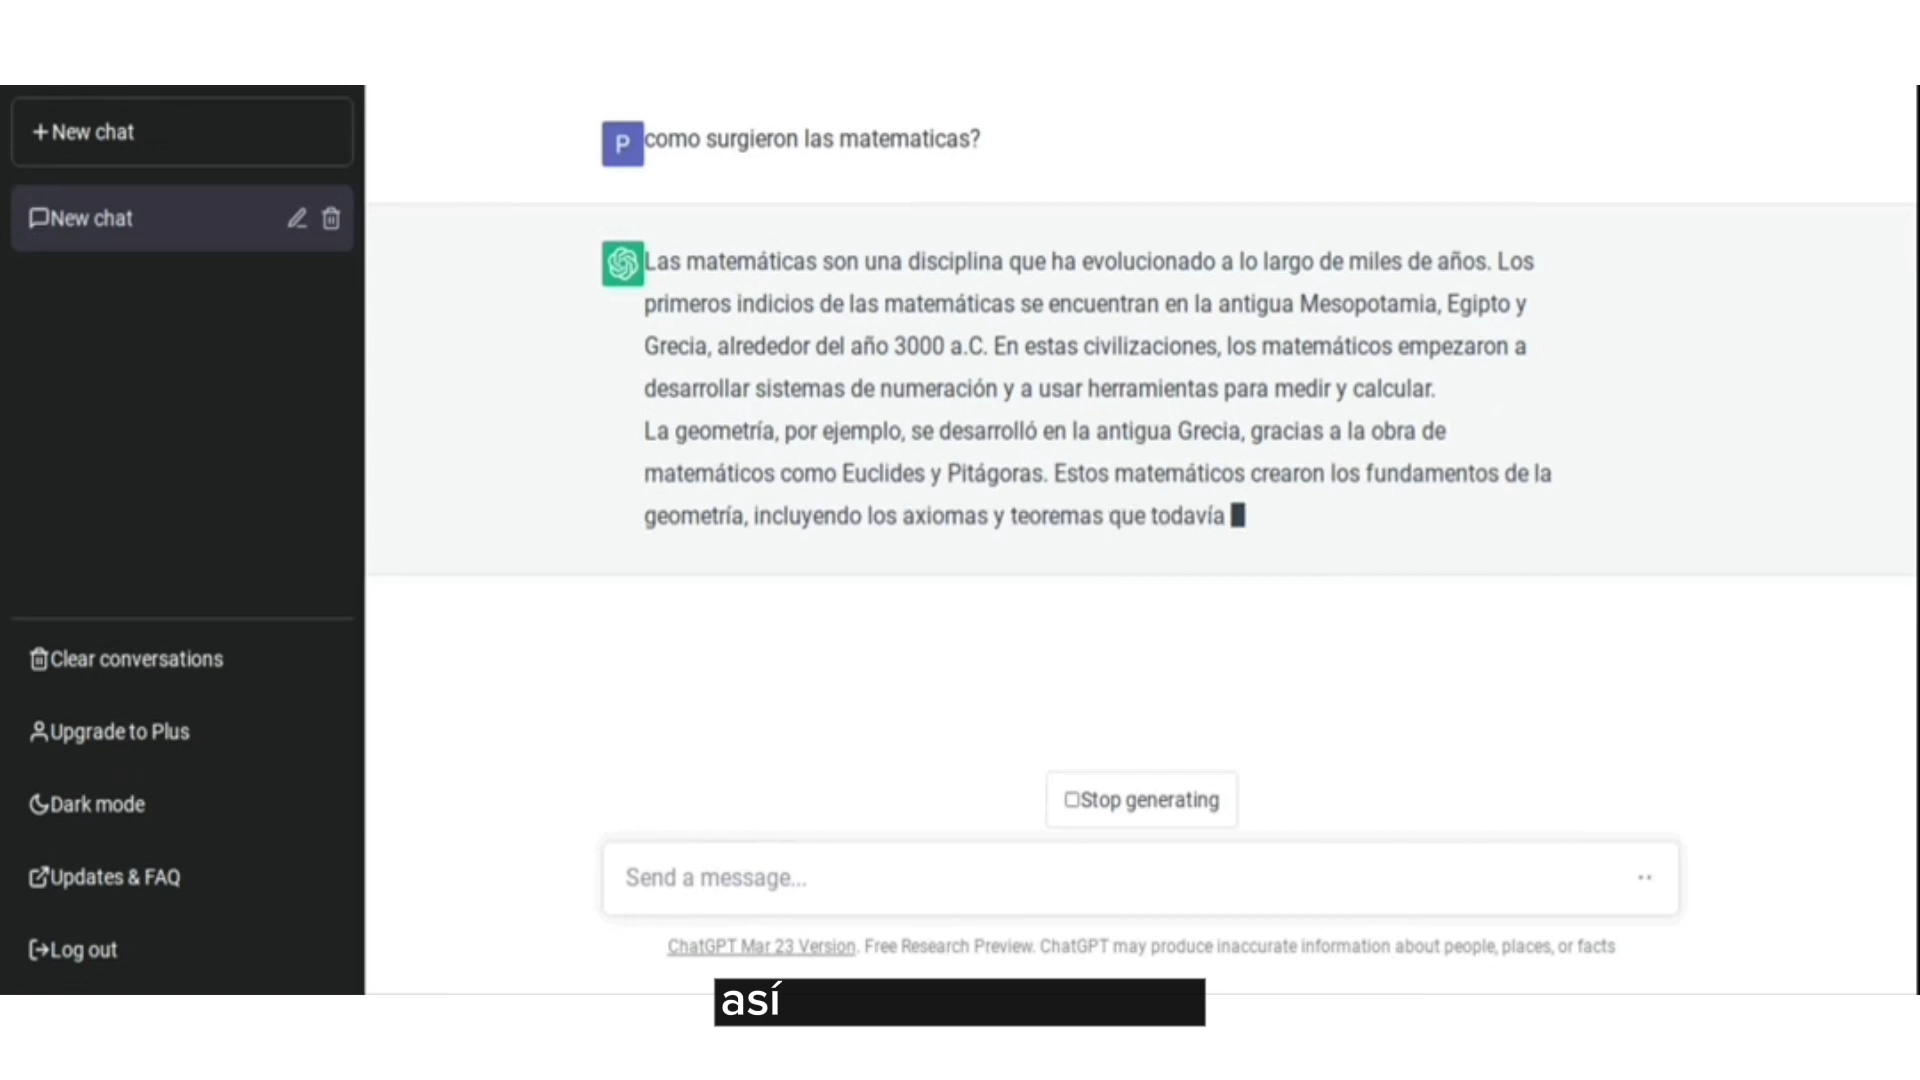 New chat
New chat
Clear conversations
Upgrade to Plus
Dark mode
Updates & FAQ
Log out
P
como surgieron las matematicas?
Las matemáticas son una disciplina que ha evolucionado a lo largo de miles de años. Los
primeros indicios de las matemáticas se encuentran en la antigua Mesopotamia, Egipto y
Grecia, alrededor del año 3000 a.C. En estas civilizaciones, los matemáticos empezaron a
desarrollar sistemas de numeración y a usar herramientas para medir y calcular.
La geometría, por ejemplo, se desarrolló en la antigua Grecia, gracias a la obra de
matemáticos como Euclides y Pitágoras. Estos matemáticos crearon los fundamentos de la
geometría, incluyendo los axiomas y teoremas que todavía
Stop generating
Send a message...
ChatGPT Mar 23 Version. Free Research Preview. ChatGPT may produce inaccurate information about people, places, or facts
así